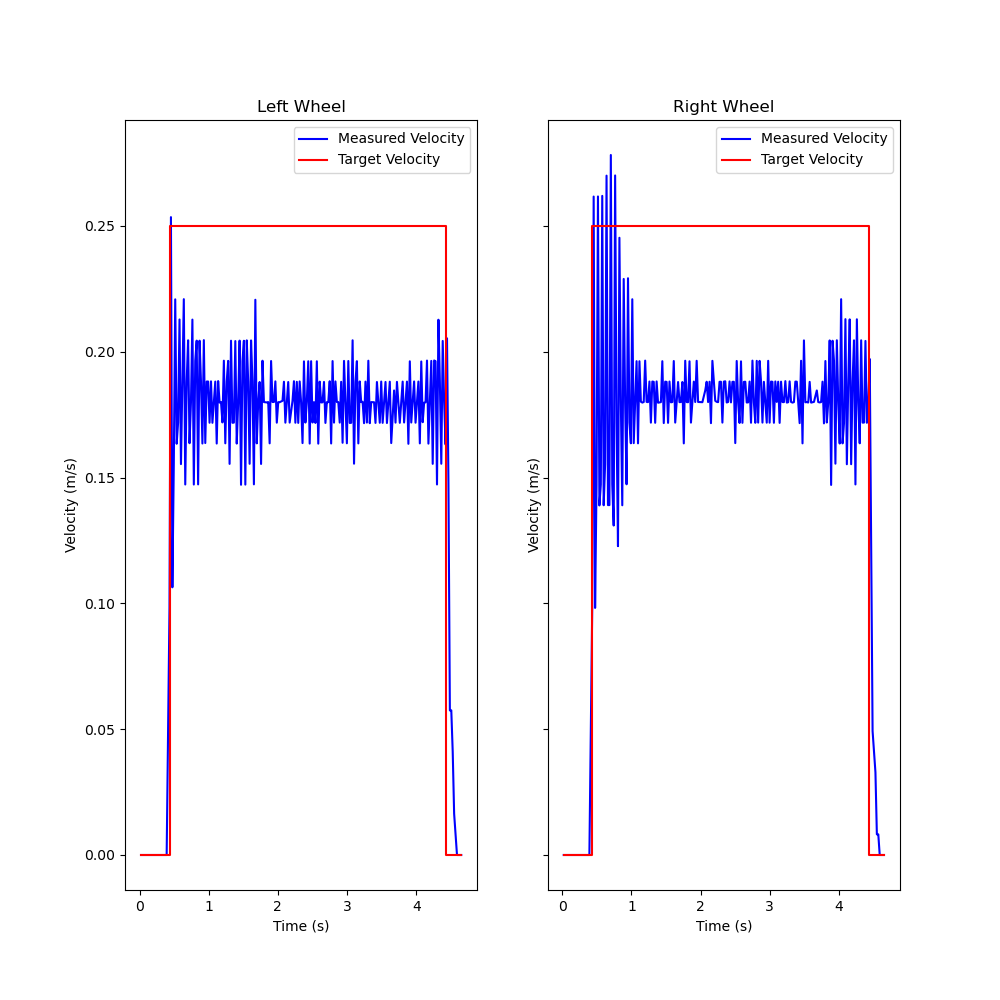 Left Wheel
Right Wheel
Measured Velocity
Target Velocity
Measured Velocity
Target Velocity
0.25
0.20
0.15
0.10
0.05
0.00
Velocity (m/s)
Velocity (m/s)
0 1 2 3 4
0 1 2 3 4
Time (s)
Time (s)